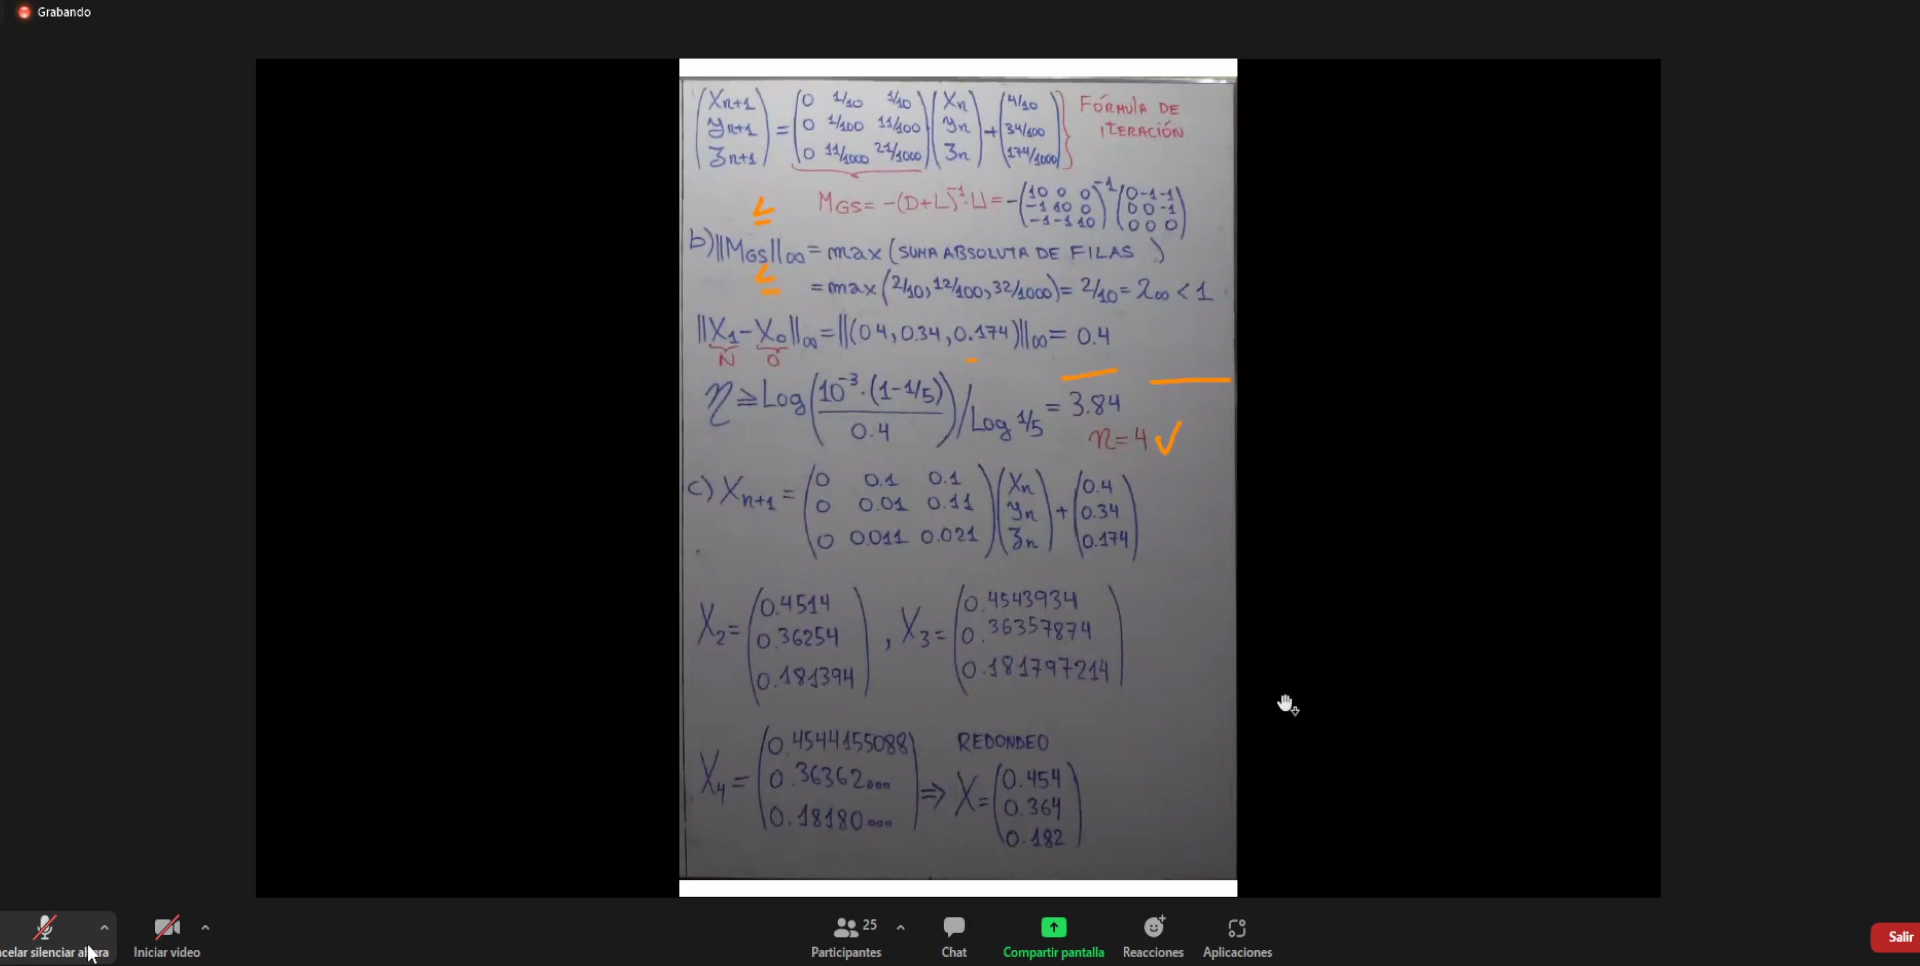 Grabando
(Xn+1) = (0 1/10 1/10) (Xn) + (4/10) FÓRMULA DE
(yn+1) (0 1/100 11/100) (yn) (34/100) ITERACIÓN
(zn+1) (0 11/1000 21/1000) (zn) (174/1000)
MGS = -(D+L)^-1 · U = -(10 0 0)^-1 (0 -1 -1)
(-1 10 0) (0 0 -1)
(-1 -1 10) (0 0 0)
L
b) ||MGS||∞ = max (SUMA ABSOLUTA DE FILAS )
L
= max (2/10, 12/100, 32/1000) = 2/10 = λ∞ < 1
||X1 - X0||∞ = ||(0.4, 0.34, 0.174)||∞ = 0.4
N O
n ≥ Log (10^-3 · (1-1/5) / 0.4) / Log 1/5 = 3.84
n = 4 ✓
c) Xn+1 = (0 0.1 0.1) (Xn) + (0.4)
(0 0.01 0.11) (yn) (0.34)
(0 0.011 0.021) (zn) (0.174)
X2 = (0.4514) , X3 = (0.4543934)
(0.36254) (0.36357874)
(0.181394) (0.181797214)
X4 = (0.4544155088) REDONDEO
(0.36362...) ⇒ X = (0.454)
(0.18180...) (0.364)
(0.182)
celar silenciar ahora
Iniciar video
25
Participantes
Chat
Compartir pantalla
Reacciones
Aplicaciones
Salir